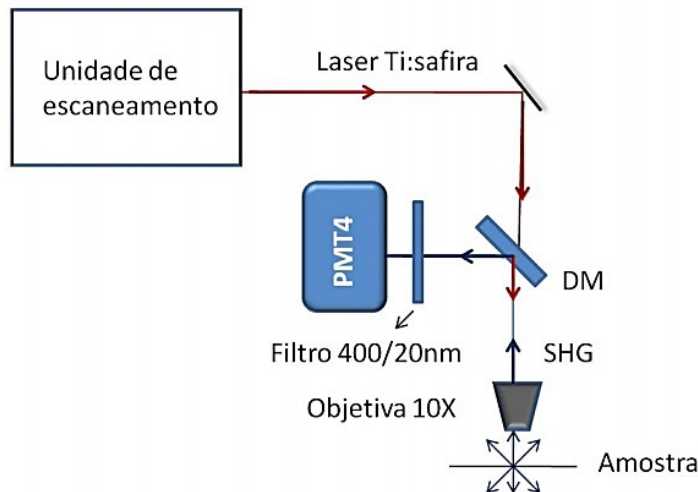 Unidade de
escaneamento
Laser Ti:safira
PMT4
DM
Filtro 400/20nm
SHG
Objetiva 10X
Amostra